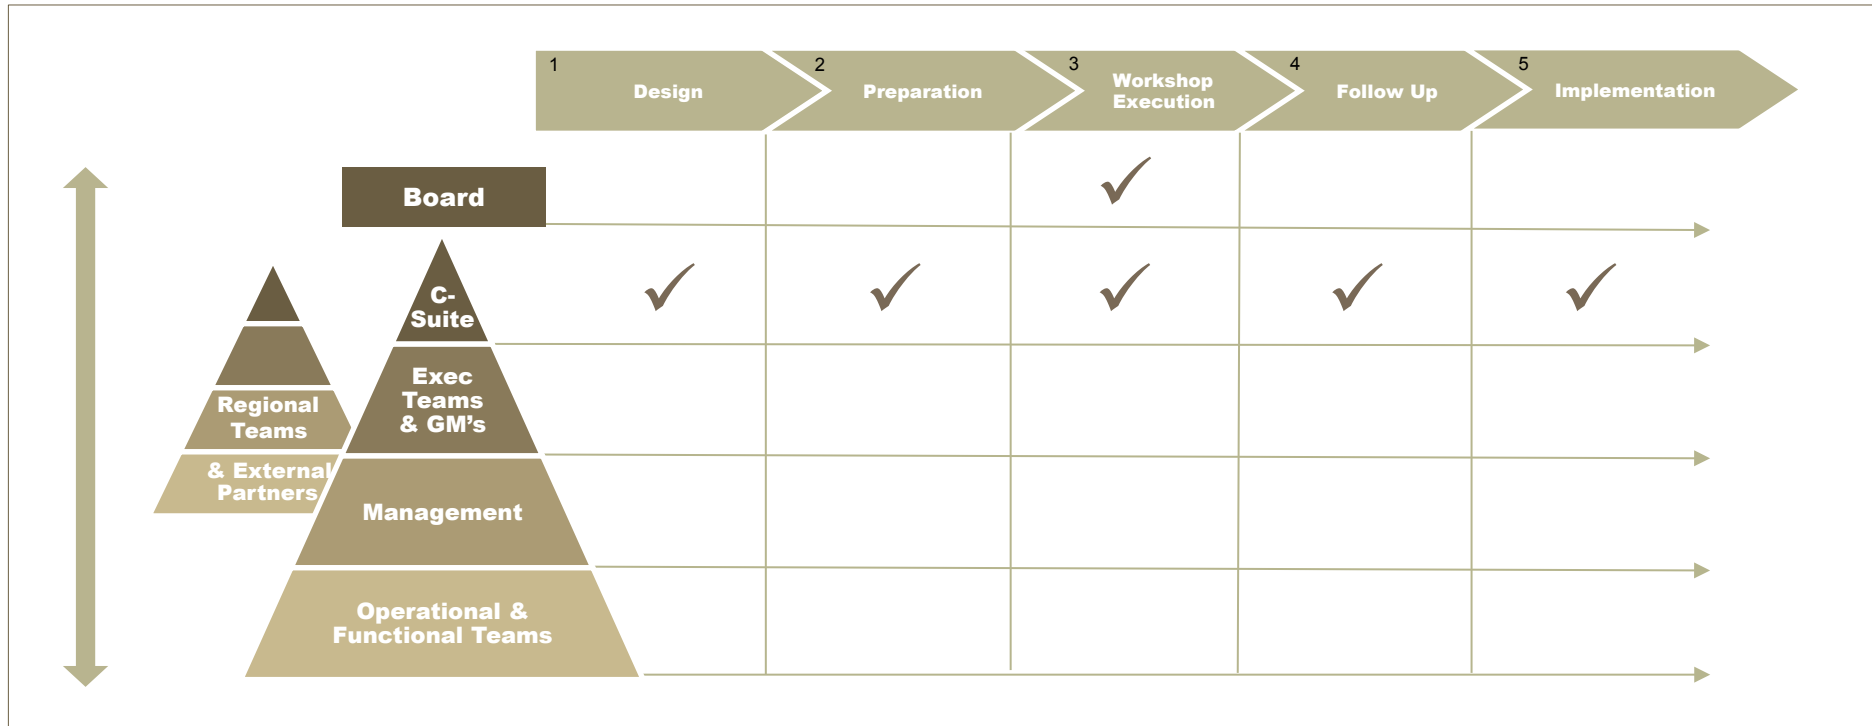 1
Design
2
Preparation
3
Workshop
Execution
4
Follow Up
5
Implementation
Board
C-
Suite
Exec
Teams
& GM’s
Regional
Teams
& External
Partners
Management
Operational &
Functional Teams